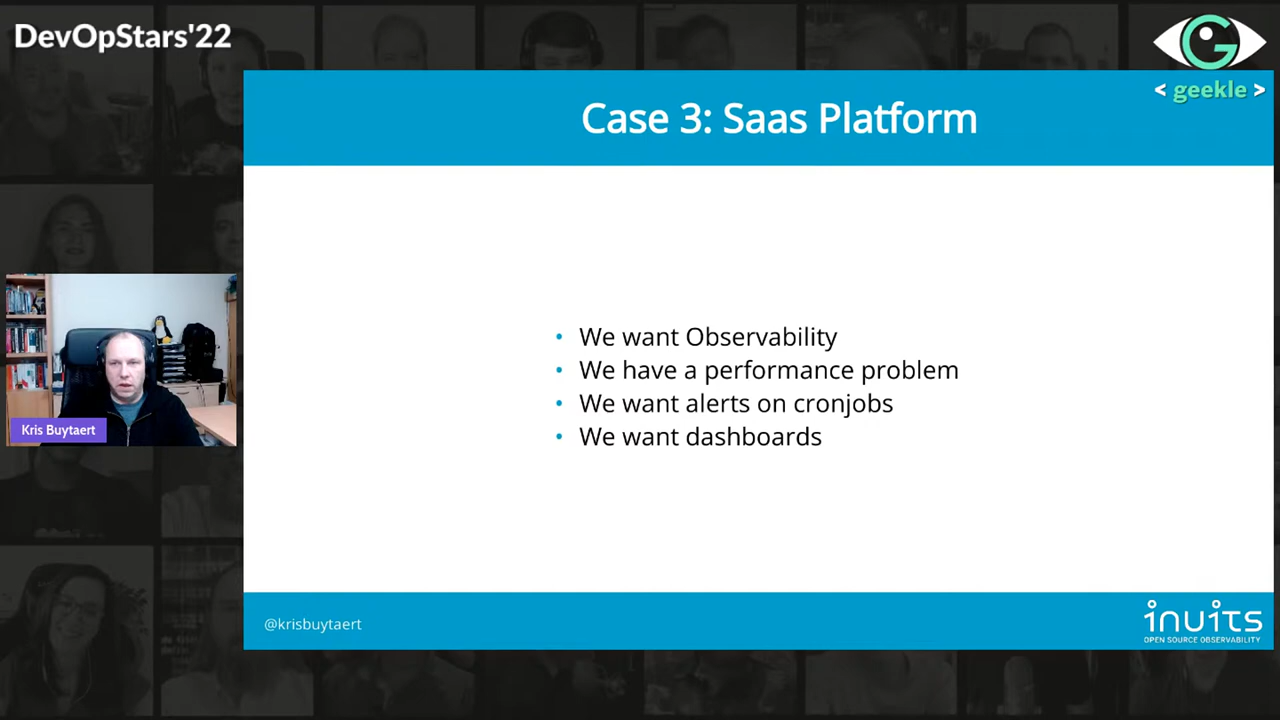 DevOpStars'22
G
< geekle >
Case 3: Saas Platform
• We want Observability
• We have a performance problem
• We want alerts on cronjobs
• We want dashboards
Kris Buytaert
@krisbuytaert
inuits
OPEN SOURCE OBSERVABILITY